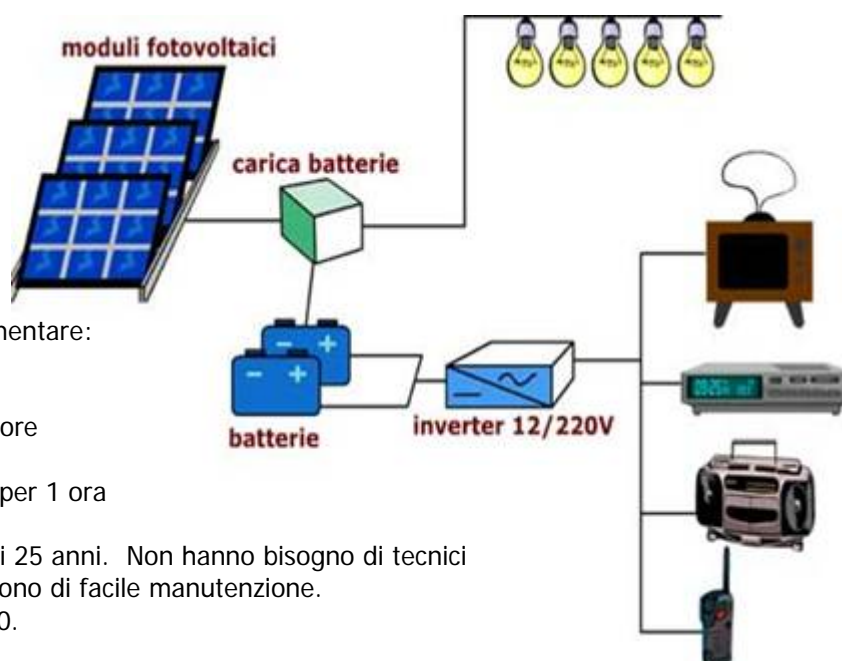 moduli fotovoltaici
carica batterie
mentare:
batterie
inverter 12/220V
ore
per 1 ora
i 25 anni. Non hanno bisogno di tecnici
ono di facile manutenzione.
0.